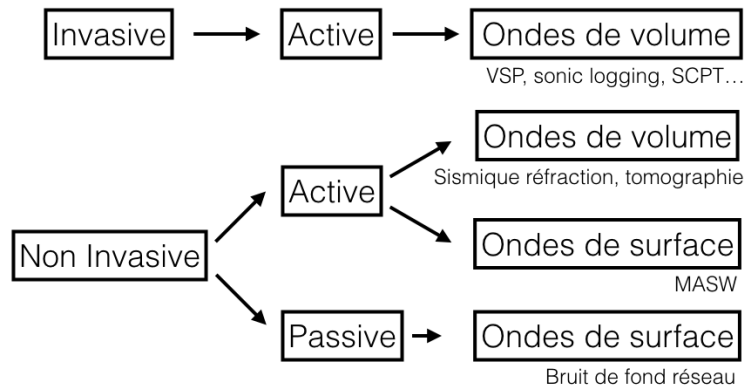 Invasive
Active
Ondes de volume
VSP, sonic logging, SCPT...
Non Invasive
Active
Ondes de volume
Sismique réfraction, tomographie
Ondes de surface
MASW
Passive
Ondes de surface
Bruit de fond réseau